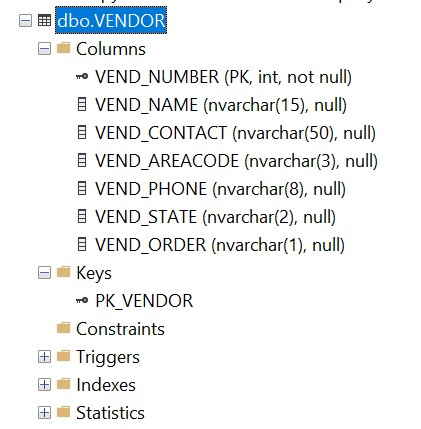 dbo.VENDOR
Columns
VEND_NUMBER (PK, int, not null)
VEND_NAME (nvarchar(15), null)
VEND_CONTACT (nvarchar(50), null)
VEND_AREACODE (nvarchar(3), null)
VEND_PHONE (nvarchar(8), null)
VEND_STATE (nvarchar(2), null)
VEND_ORDER (nvarchar(1), null)
Keys
PK_VENDOR
Constraints
Triggers
Indexes
Statistics